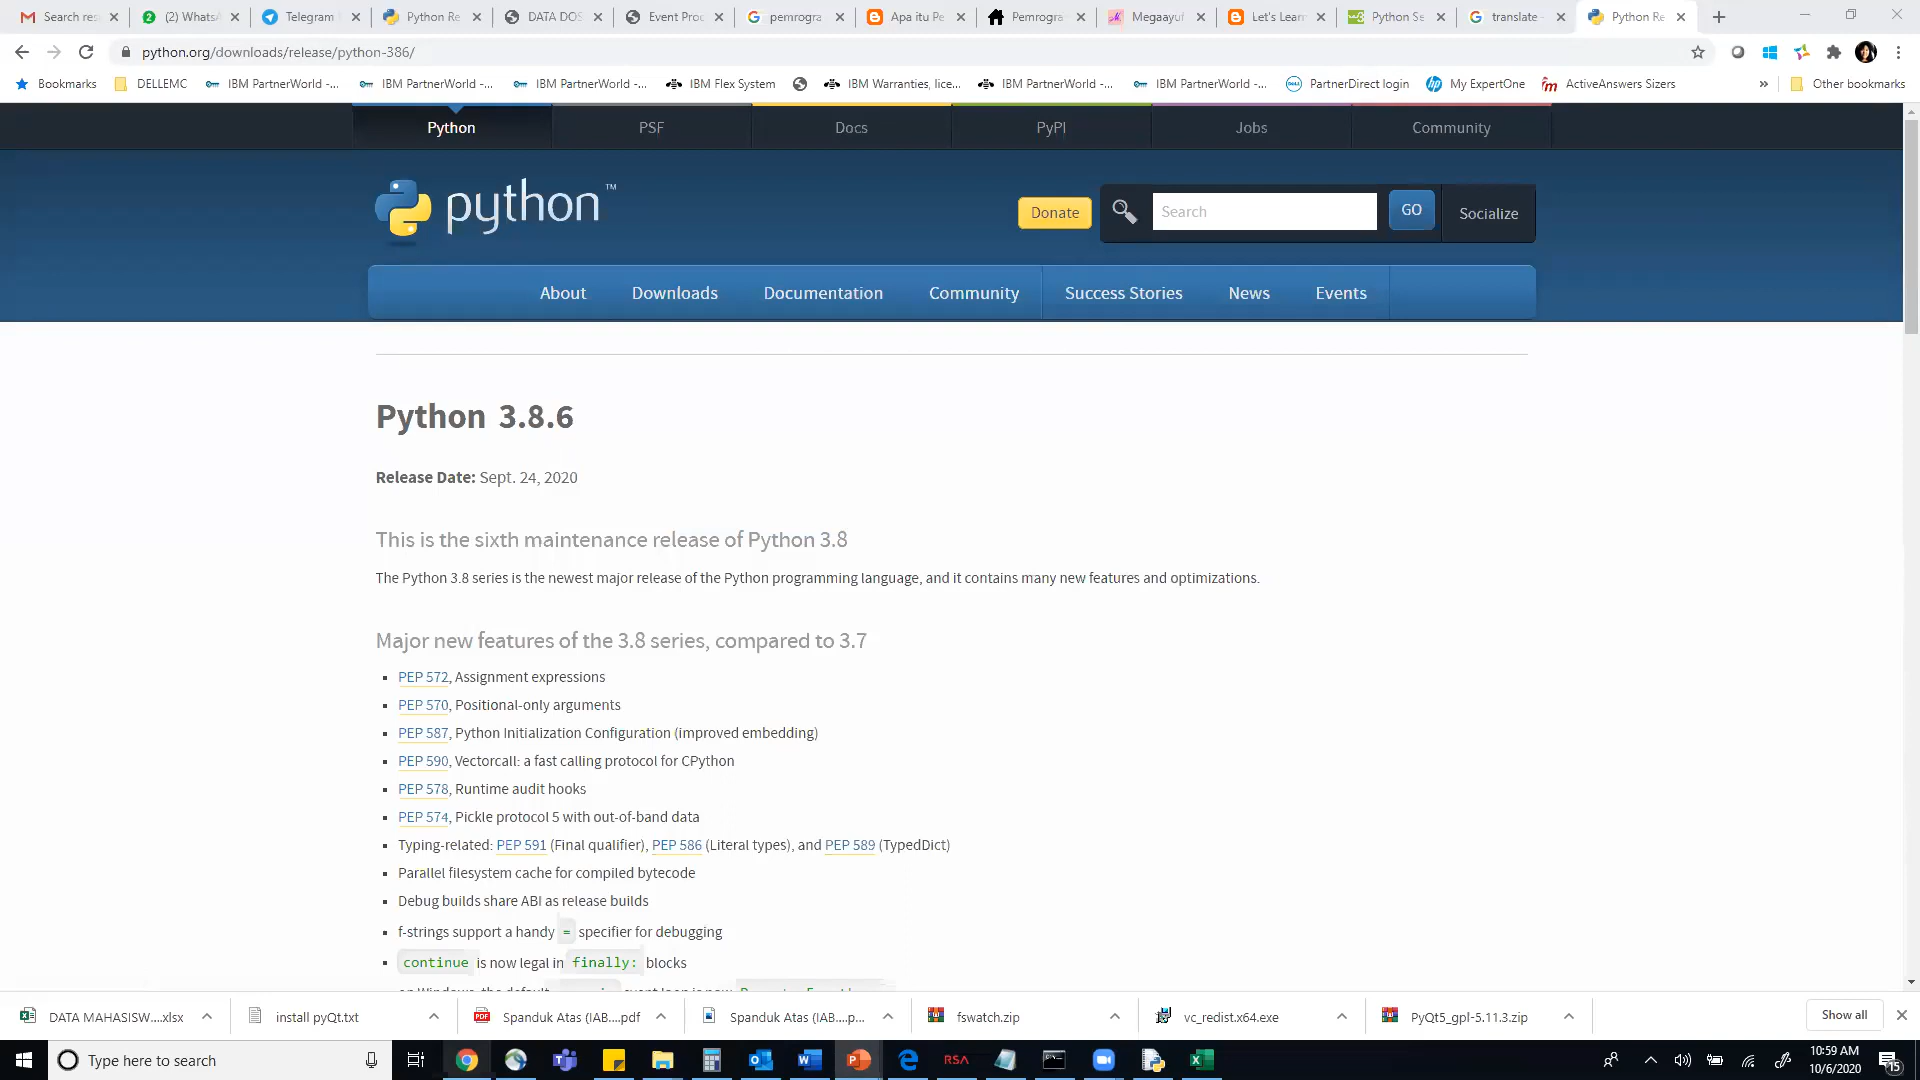 Search res
(2) Whats
Telegram
Python Re
DATA DOS
Event Proc
pemrogra
Apa itu Pe
Pemrogra
Megaayuf
Let's Learn
Python Se
translate -
Python Re
python.org/downloads/release/python-386/
Bookmarks
DELLEMC
IBM PartnerWorld -...
IBM PartnerWorld -...
IBM PartnerWorld -...
IBM Flex System
IBM Warranties, lice...
IBM PartnerWorld -...
IBM PartnerWorld -...
PartnerDirect login
My ExpertOne
ActiveAnswers Sizers
»
Other bookmarks
Python
PSF
Docs
PyPI
Jobs
Community
python™
Donate
Search
GO
Socialize
About
Downloads
Documentation
Community
Success Stories
News
Events
Python 3.8.6
Release Date: Sept. 24, 2020
This is the sixth maintenance release of Python 3.8
The Python 3.8 series is the newest major release of the Python programming language, and it contains many new features and optimizations.
Major new features of the 3.8 series, compared to 3.7
PEP 572, Assignment expressions
PEP 570, Positional-only arguments
PEP 587, Python Initialization Configuration (improved embedding)
PEP 590, Vectorcall: a fast calling protocol for CPython
PEP 578, Runtime audit hooks
PEP 574, Pickle protocol 5 with out-of-band data
Typing-related: PEP 591 (Final qualifier), PEP 586 (Literal types), and PEP 589 (TypedDict)
Parallel filesystem cache for compiled bytecode
Debug builds share ABI as release builds
f-strings support a handy = specifier for debugging
continue is now legal in finally: blocks
on Windows, the default
DATA MAHASISW....xlsx
install pyQt.txt
Spanduk Atas (IAB....pdf
Spanduk Atas (IAB....p...
fswatch.zip
vc_redist.x64.exe
PyQt5_gpl-5.11.3.zip
Show all
Type here to search
RSA
10:59 AM
10/6/2020
15